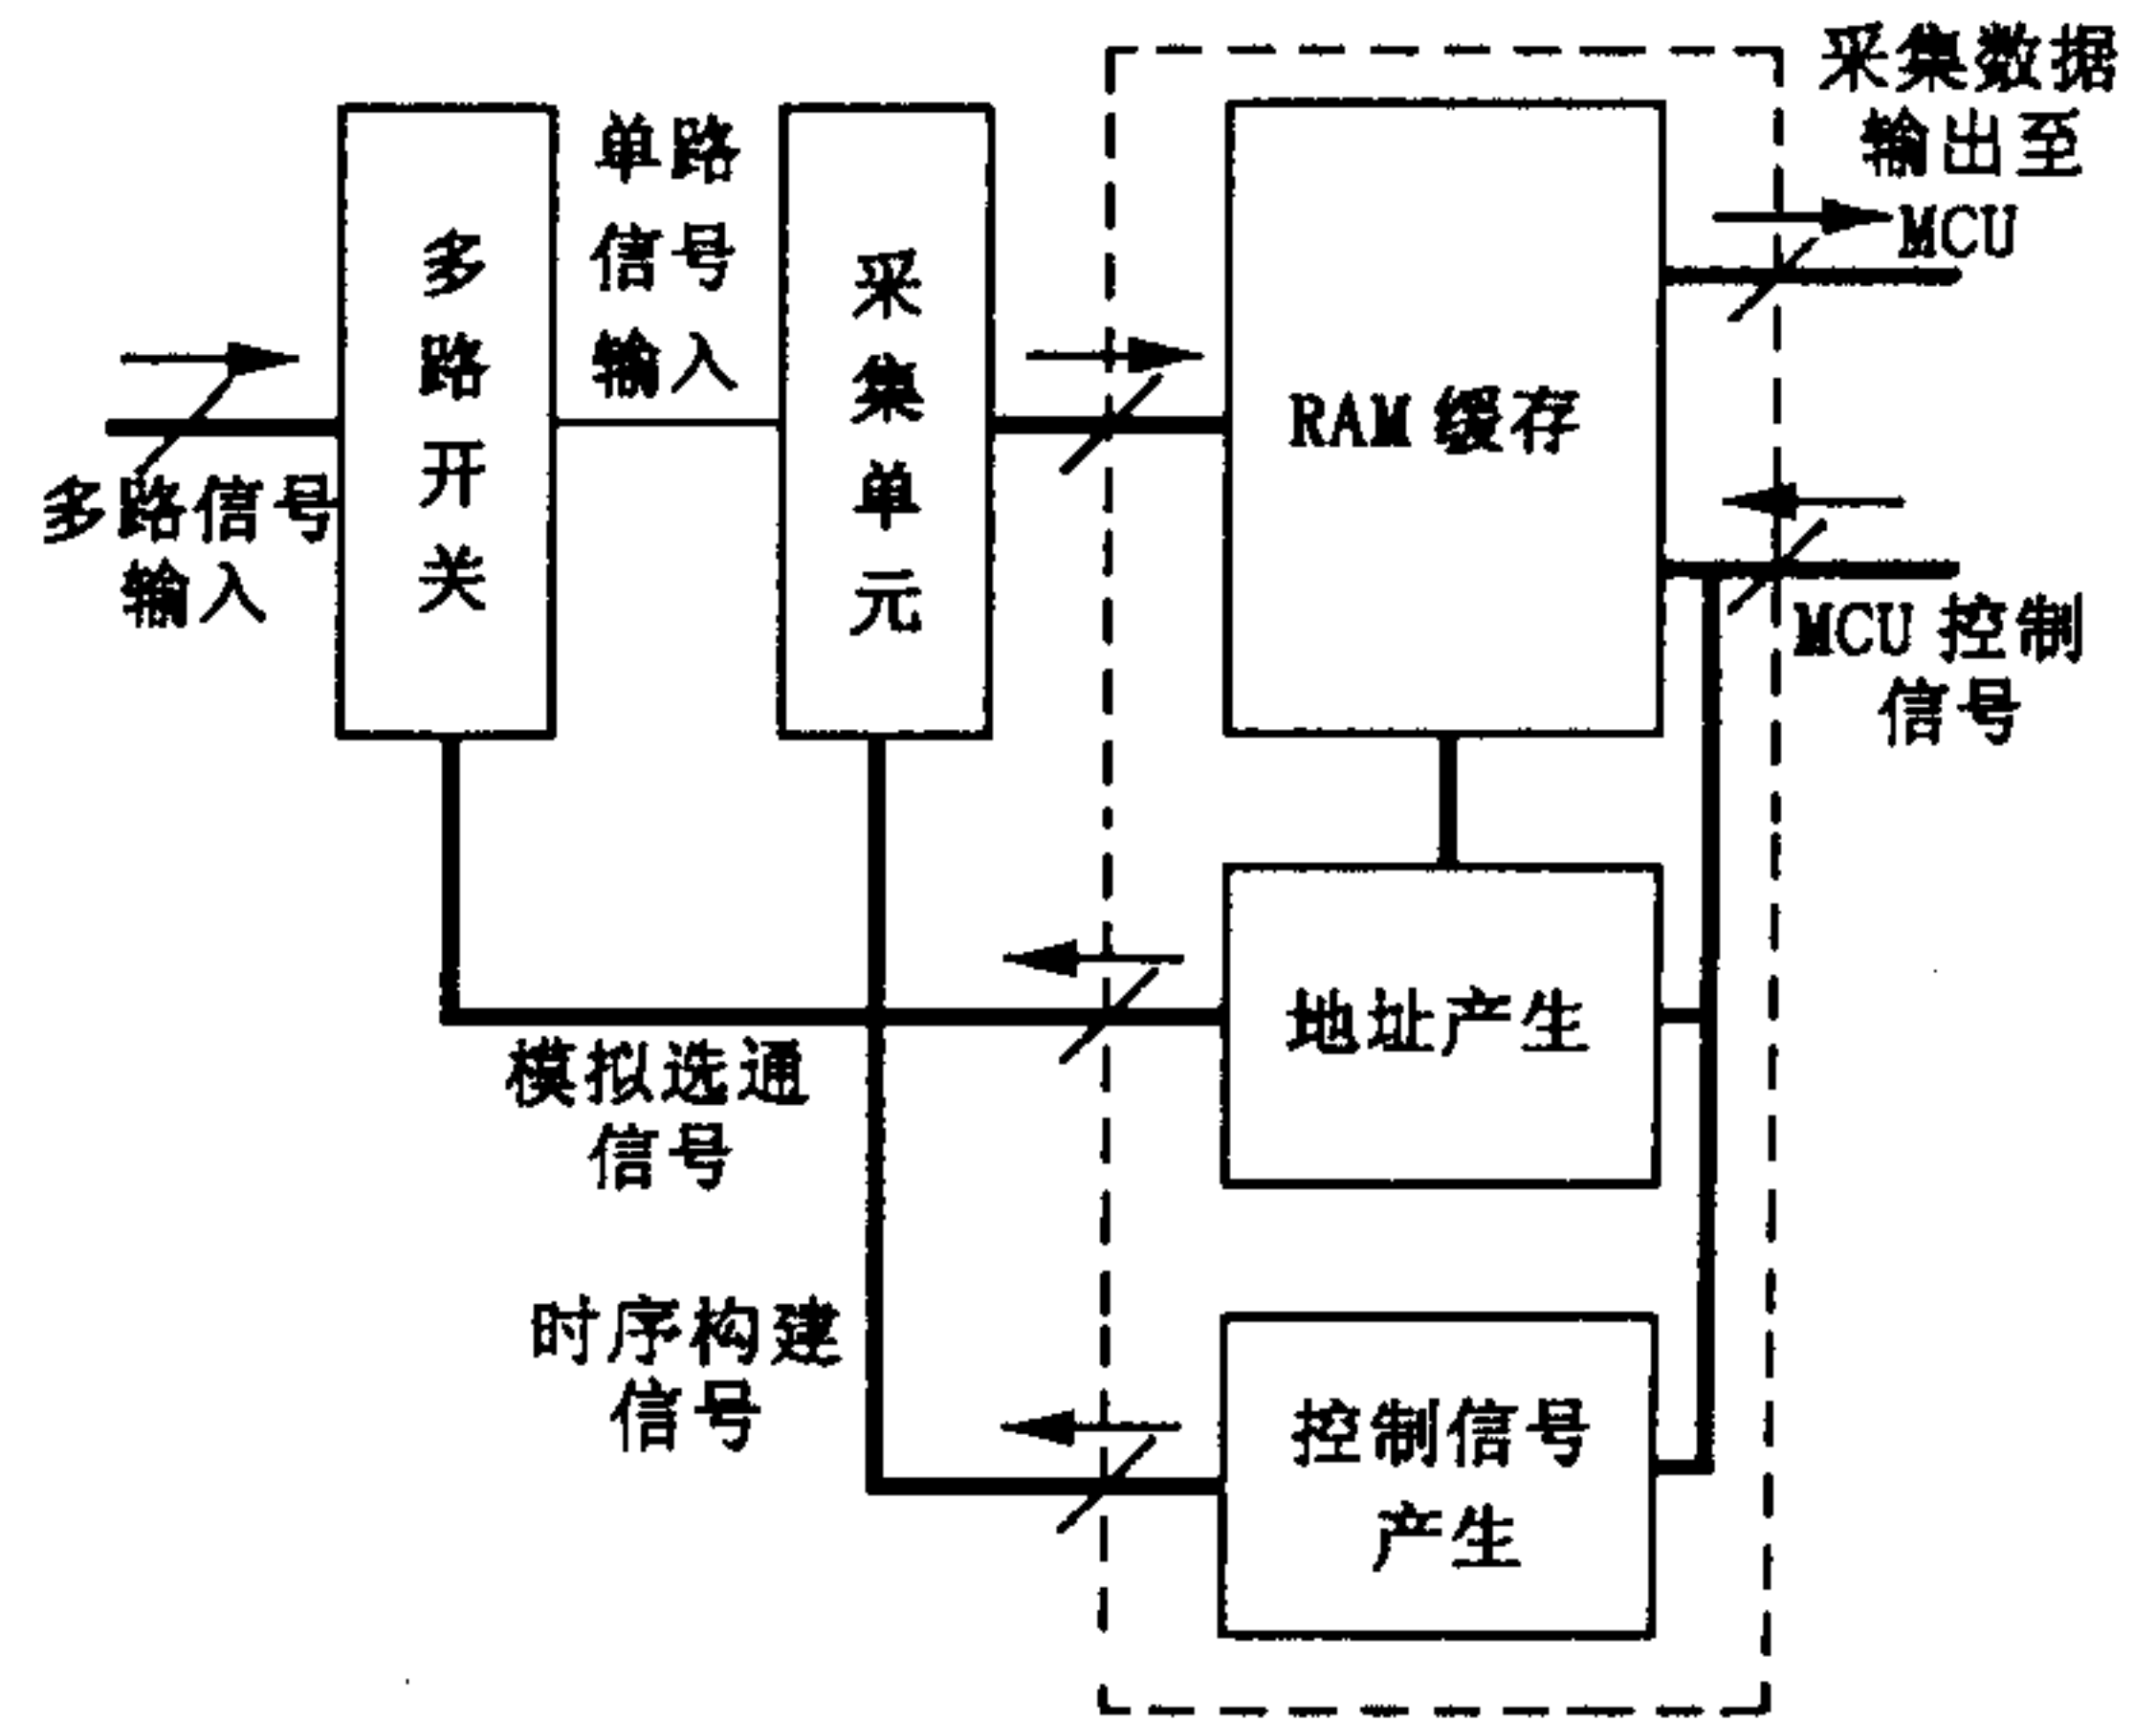 采集数据
输出至
MCU
单路
信号
输入
多
路
开
关
采
集
单
元
RAM 缓存
多路信号
输入
MCU 控制
信号
地址产生
模拟选通
信号
时序构建
信号
控制信号
产生